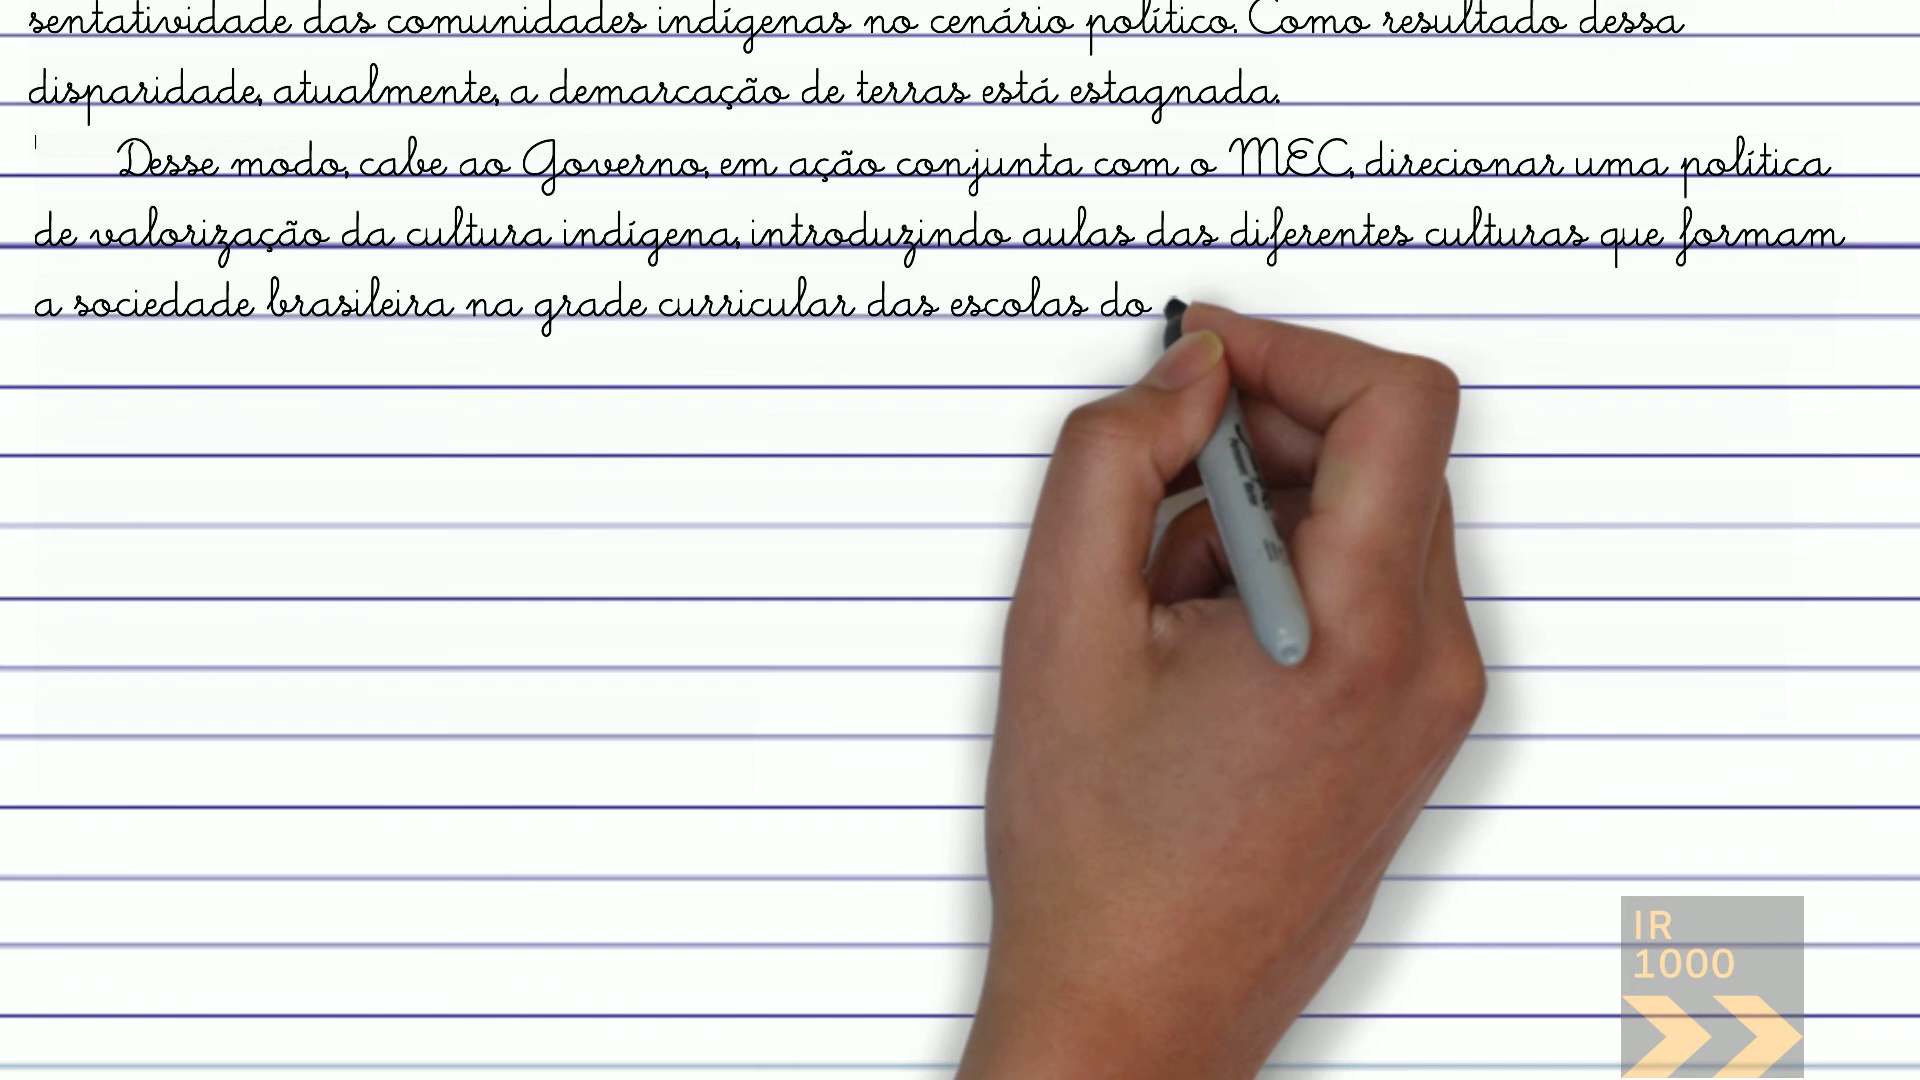 sentatividade das comunidades indígenas no cenário político. Como resultado dessa
disparidade, atualmente, a demarcação de terras está estagnada.
Desse modo, cabe ao Governo, em ação conjunta com o MEC, direcionar uma política
de valorização da cultura indígena, introduzindo aulas das diferentes culturas que formam
a sociedade brasileira na grade curricular das escolas do
IR
1000